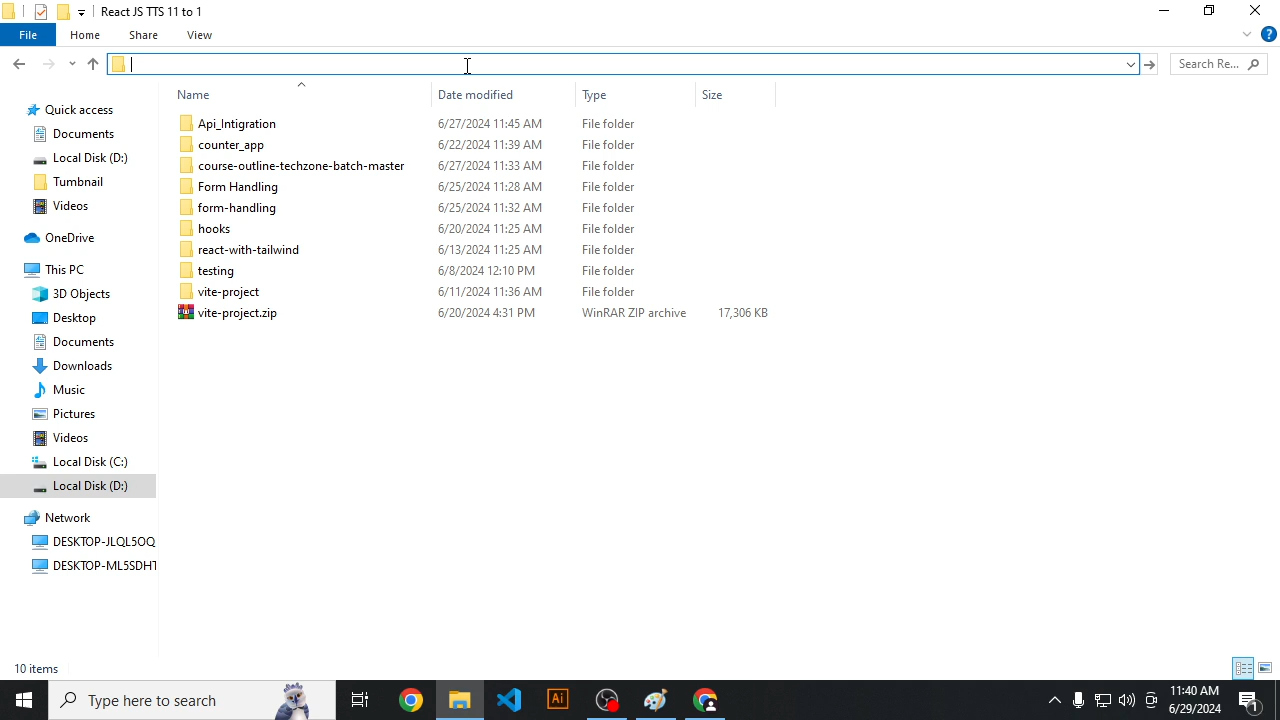 React JS TTS 11 to 1
File Home Share View
Search Re...
Name Date modified Type Size
Quick access
Documents
Local Disk (D:)
Tumbnail
Videos
OneDrive
This PC
3D Objects
Desktop
Documents
Downloads
Music
Pictures
Videos
Local Disk (C:)
Local Disk (D:)
Network
DESKTOP-JLQL5OQ
DESKTOP-ML5SDHT
Api_Intigration 6/27/2024 11:45 AM File folder
counter_app 6/22/2024 11:39 AM File folder
course-outline-techzone-batch-master 6/27/2024 11:33 AM File folder
Form Handling 6/25/2024 11:28 AM File folder
form-handling 6/25/2024 11:32 AM File folder
hooks 6/20/2024 11:25 AM File folder
react-with-tailwind 6/13/2024 11:25 AM File folder
testing 6/8/2024 12:10 PM File folder
vite-project 6/11/2024 11:36 AM File folder
vite-project.zip 6/20/2024 4:31 PM WinRAR ZIP archive 17,306 KB
10 items
Type here to search
Ai
11:40 AM
6/29/2024
1